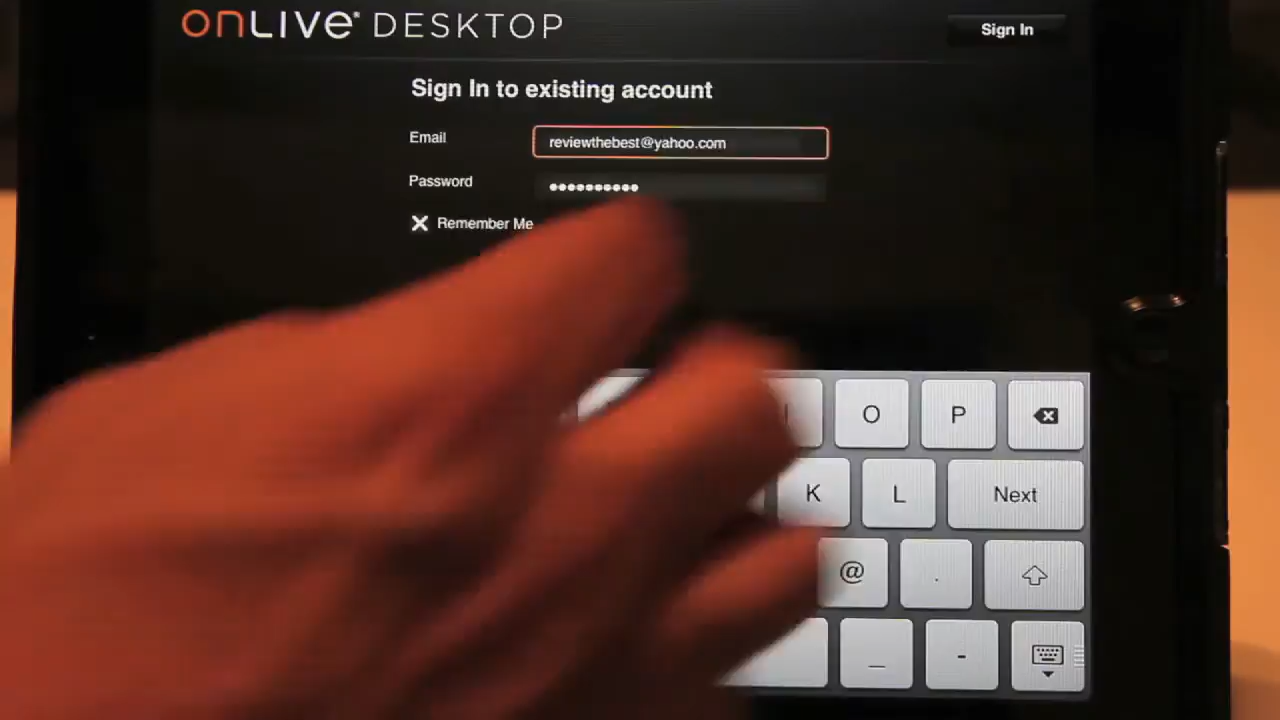 ONLIVE® DESKTOP
Sign In
Sign In to existing account
Email
reviewthebest@yahoo.com
Password
••••••••••
Remember Me
O P
K L Next
@ .
_ -